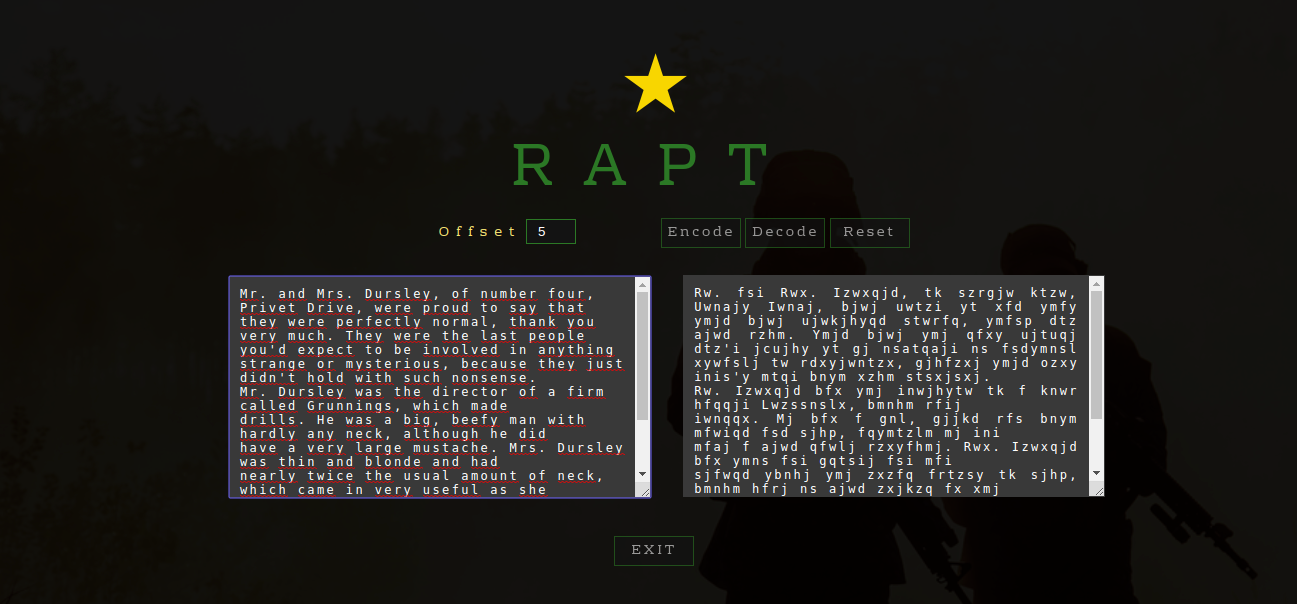 RAPT
Offset 5 Encode Decode Reset
Mr. and Mrs. Dursley, of number four,
Privet Drive, were proud to say that
they were perfectly normal, thank you
very much. They were the last people
you'd expect to be involved in anything
strange or mysterious, because they just
didn't hold with such nonsense.
Mr. Dursley was the director of a firm
called Grunnings, which made
drills. He was a big, beefy man with
hardly any neck, although he did
have a very large mustache. Mrs. Dursley
was thin and blonde and had
nearly twice the usual amount of neck,
which came in very useful as she
Rw. fsi Rwx. Izwxqjd, tk szrgjw ktzw,
Uwnajy Iwnaj, bjwj uwtzi yt xfd ymfy
ymjd bjwj ujwkjhyqd stwrfq, ymfsp dtz
ajwd rzhm. Ymjd bjwj ymj qfxy ujtuqj
dtz'i jcujhy yt gj nsatqaji ns fsdymnsl
xywfslj tw rdxyjwntzx, gjhfzxj ymjd ozxy
inis'y mtqi bnym xzhm stsxjsxj.
Rw. Izwxqjd bfx ymj inwjhytw tk f knwr
hfqqji Lwzssnslx, bmnhm rfij
iwnqqx. Mj bfx f gnl, gjjkd rfs bnym
mfwiqd fsd sjhp, fqymtzlm mj ini
mfaj f ajwd qfwlj rzxyfhmj. Rwx. Izwxqjd
bfx ymns fsi gqtsij fsi mfi
sjfwqd ybnhj ymj zxzfq frtzsy tk sjhp,
bmnhm hfrj ns ajwd zxjkzq fx xmj
EXIT